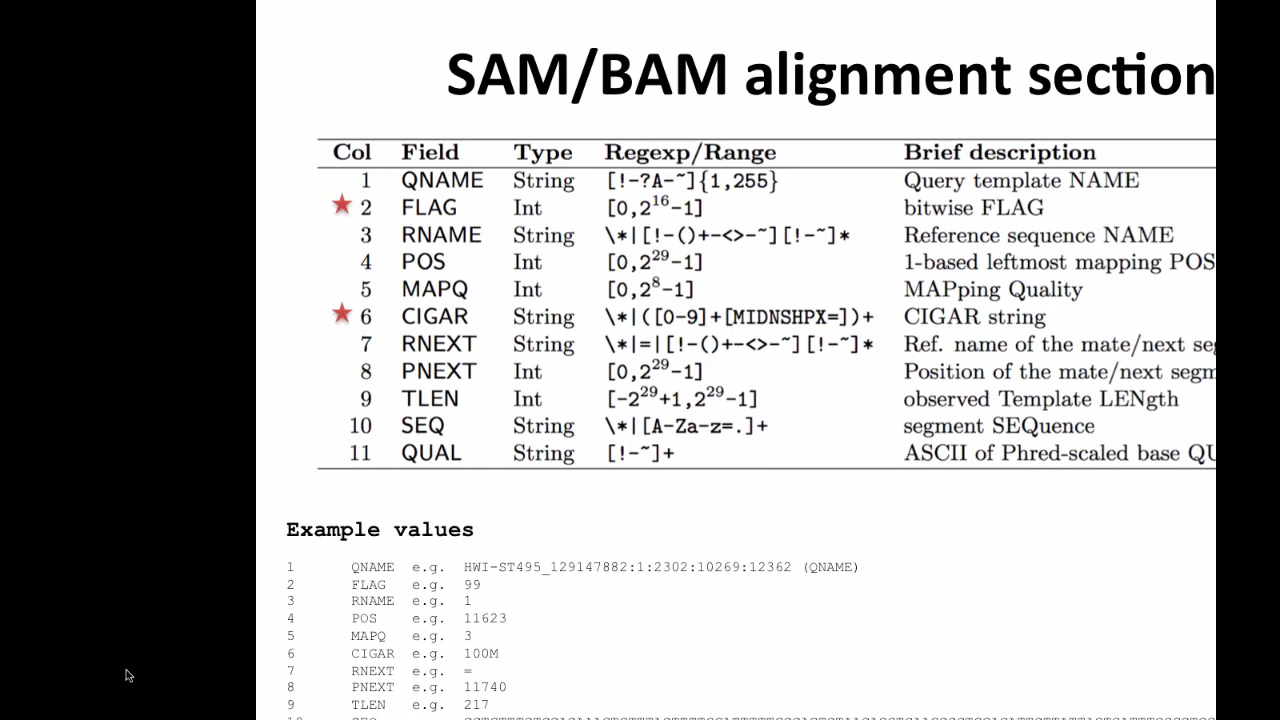 SAM/BAM alignment section
Col Field Type Regexp/Range Brief description
1 QNAME String [!-?A-~]{1,255} Query template NAME
2 FLAG Int [0,2^16-1] bitwise FLAG
3 RNAME String \*|[!-()+-<>-~][!-~]* Reference sequence NAME
4 POS Int [0,2^29-1] 1-based leftmost mapping POS
5 MAPQ Int [0,2^8-1] MAPping Quality
6 CIGAR String \*|([0-9]+[MIDNSHPX=])+ CIGAR string
7 RNEXT String \*|=|[!-()+-<>-~][!-~]* Ref. name of the mate/next
8 PNEXT Int [0,2^29-1] Position of the mate/next
9 TLEN Int [-2^29+1,2^29-1] observed Template LENgth
10 SEQ String \*|[A-Za-z=.]+ segment SEQuence
11 QUAL String [!-~]+ ASCII of Phred-scaled base
Example values
1 QNAME e.g. HWI-ST495_129147882:1:2302:10269:12362 (QNAME)
2 FLAG e.g. 99
3 RNAME e.g. 1
4 POS e.g. 11623
5 MAPQ e.g. 3
6 CIGAR e.g. 100M
7 RNEXT e.g. =
8 PNEXT e.g. 11740
9 TLEN e.g. 217